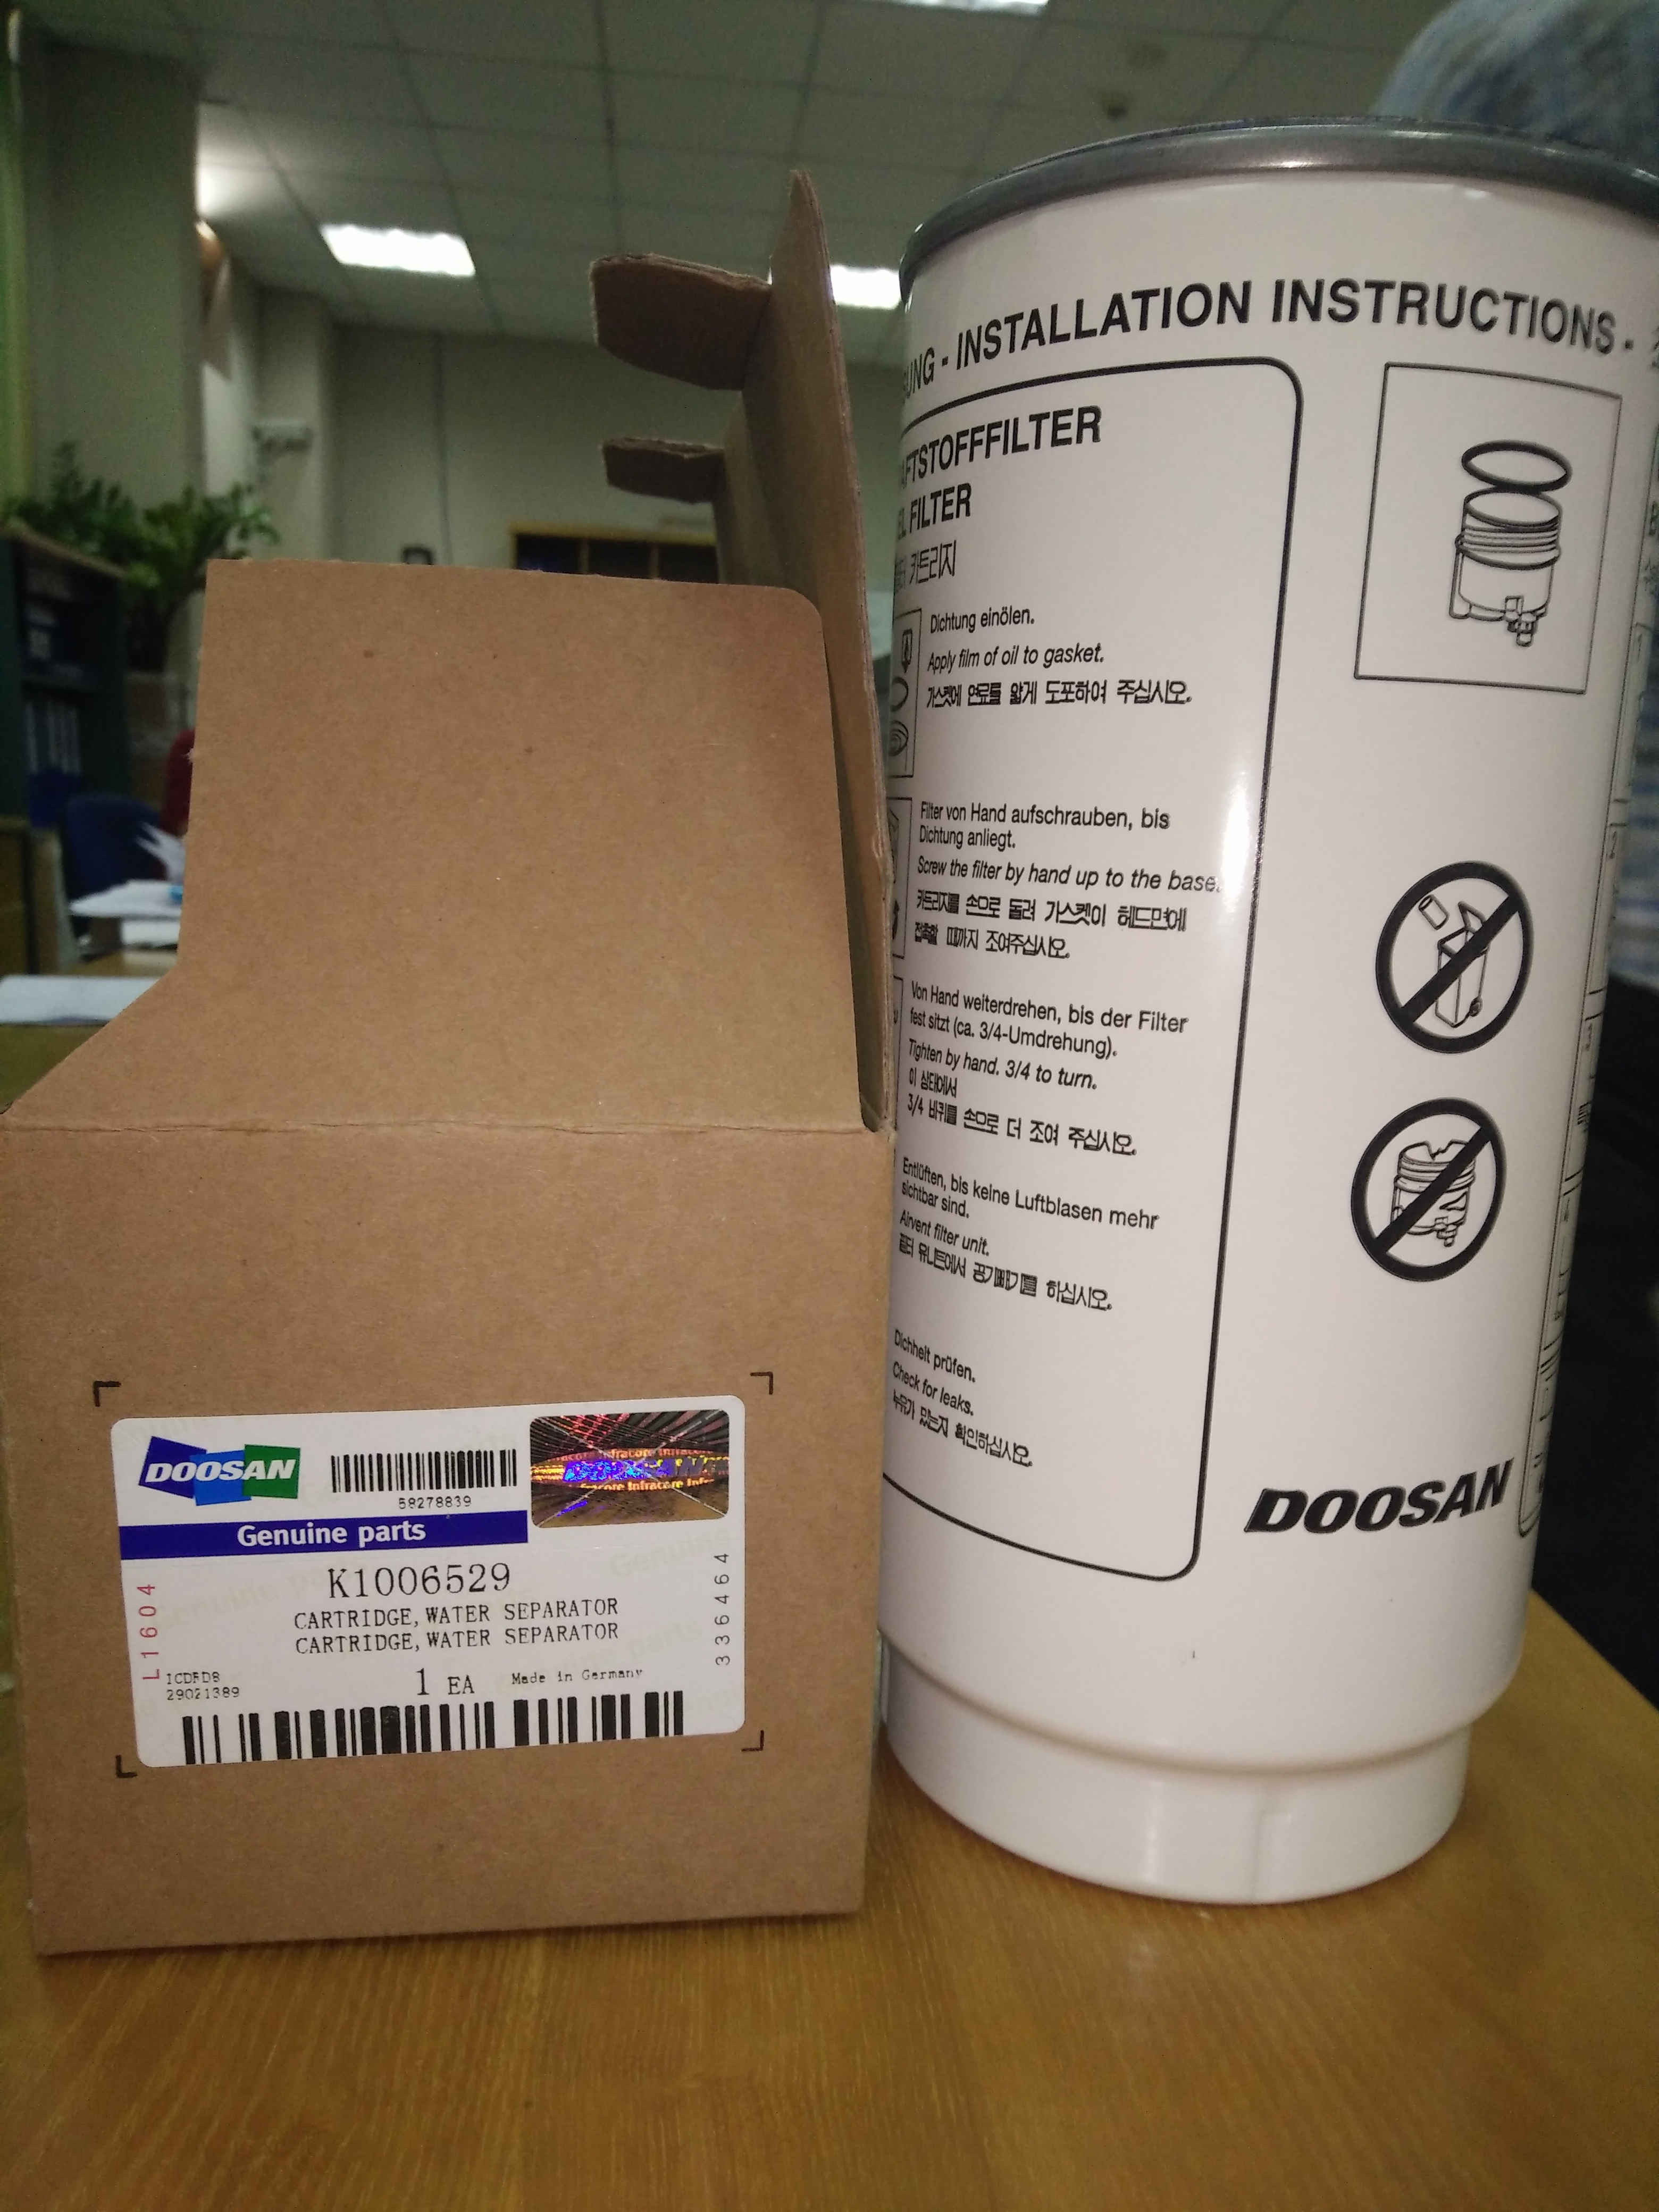 DOOSAN
58278839
Genuine parts
K1006529
CARTRIDGE,WATER SEPARATOR
CARTRIDGE,WATER SEPARATOR
1 EA Made in Germany
29021389
L1604
336464
- INSTALLATION INSTRUCTIONS -
FILTER
카트리지
Dichtung einölen.
Apply film of oil to gasket.
가스켓에 연료를 얇게 도포하여 주십시오.
Filter von Hand aufschrauben, bis
Dichtung anliegt.
Screw the filter by hand up to the base.
카트리지를 손으로 돌려 가스켓이 헤드면에
접촉할 때까지 조여주십시오.
Von Hand weiterdrehen, bis der Filter
fest sitzt (ca. 3/4-Umdrehung).
Tighten by hand. 3/4 to turn.
이 상태에서
3/4 바퀴를 손으로 더 조여 주십시오.
Entlüften, bis keine Luftblasen mehr
sichtbar sind.
Airvent filter unit.
필터 유니트에서 공기빼기를 하십시오.
Dichheit prüfen.
Check for leaks.
누유가 있는지 확인하십시오.
DOOSAN